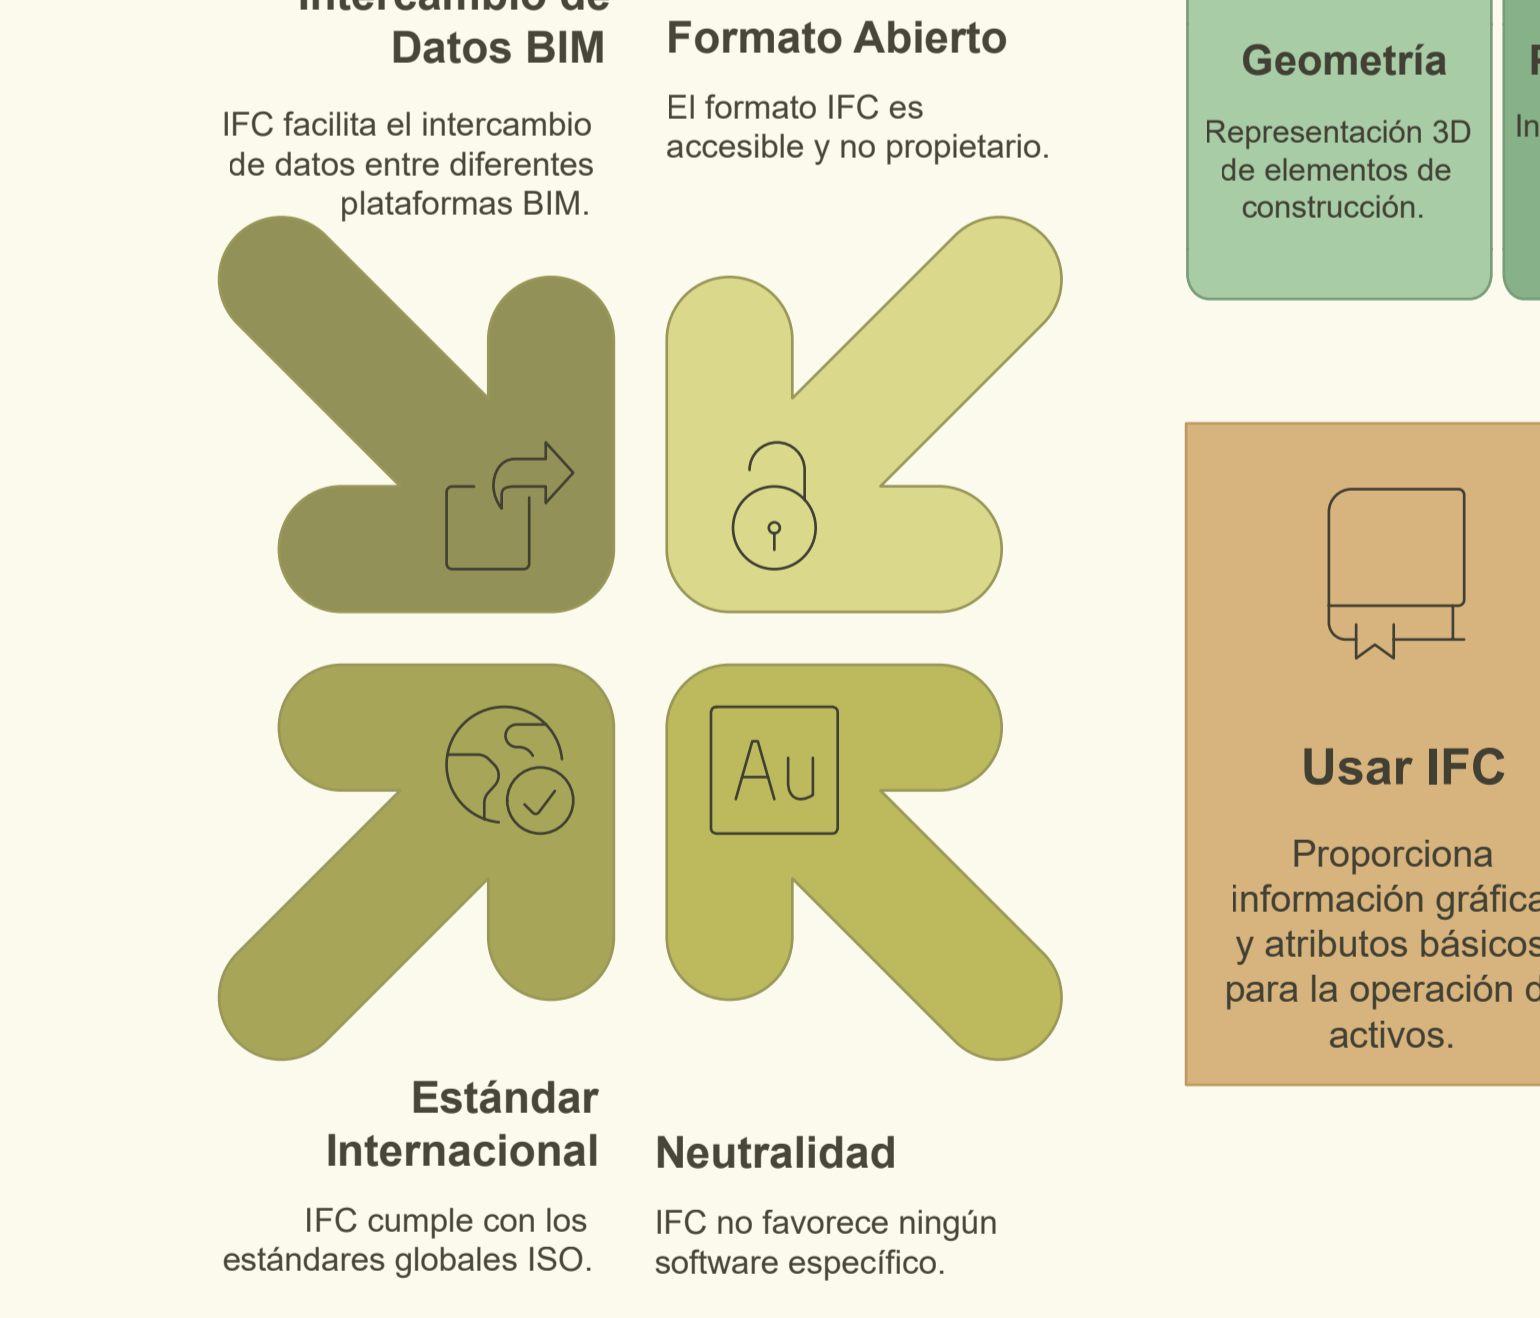 Intercambio de
Datos BIM
IFC facilita el intercambio
de datos entre diferentes
plataformas BIM.
Formato Abierto
El formato IFC es
accesible y no propietario.
Geometría
Representación 3D
de elementos de
construcción.
Au
Estándar
Internacional
IFC cumple con los
estándares globales ISO.
Neutralidad
IFC no favorece ningún
software específico.
Usar IFC
Proporciona
información gráfica
y atributos básicos
para la operación
activos.